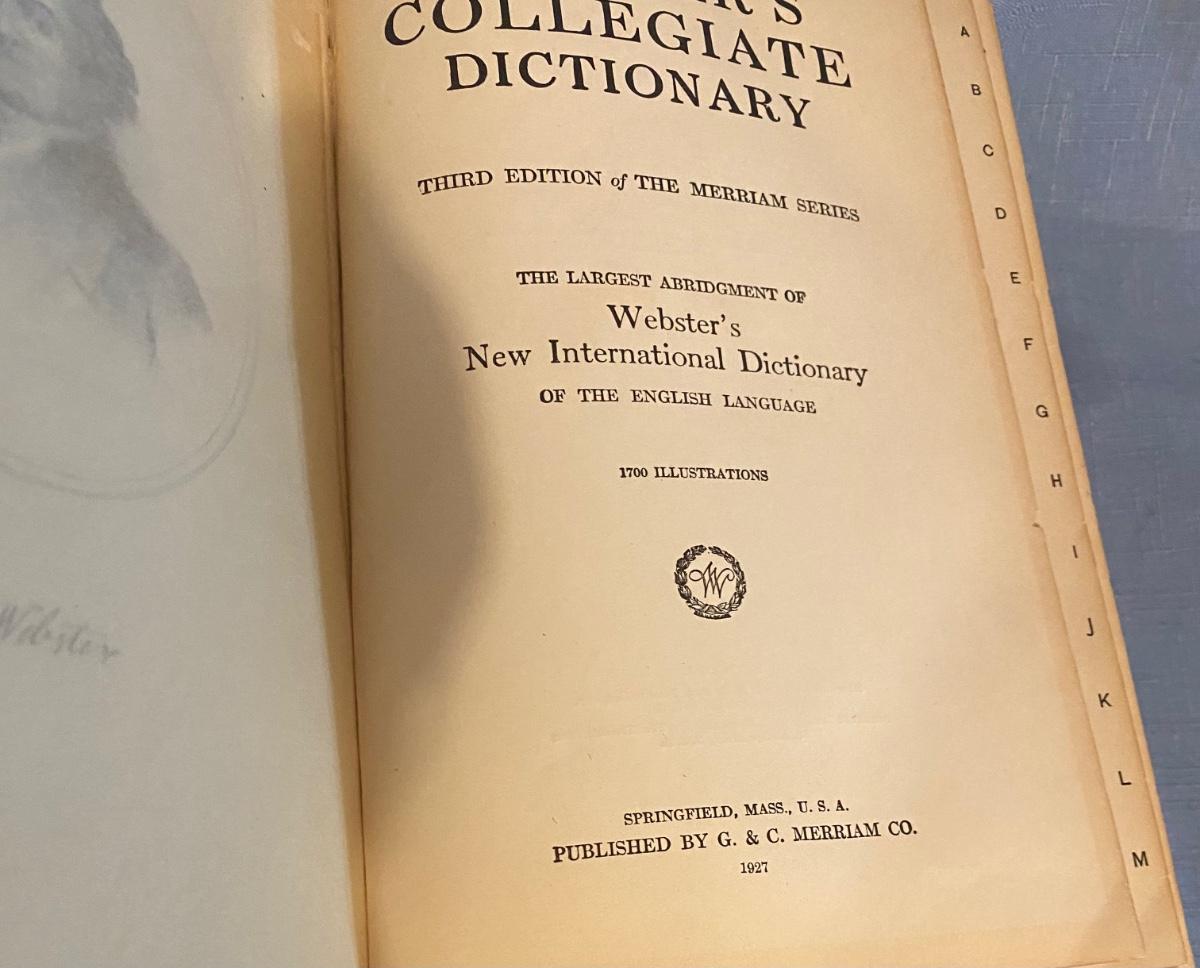 COLLEGIATE
DICTIONARY
THIRD EDITION of THE MERRIAM SERIES
THE LARGEST ABRIDGMENT OF
Webster's
New International Dictionary
OF THE ENGLISH LANGUAGE
1700 ILLUSTRATIONS
W
SPRINGFIELD, MASS., U. S. A.
PUBLISHED BY G. & C. MERRIAM CO.
1927
Webster
A
B
C
D
E
F
G
H
I
J
K
L
M